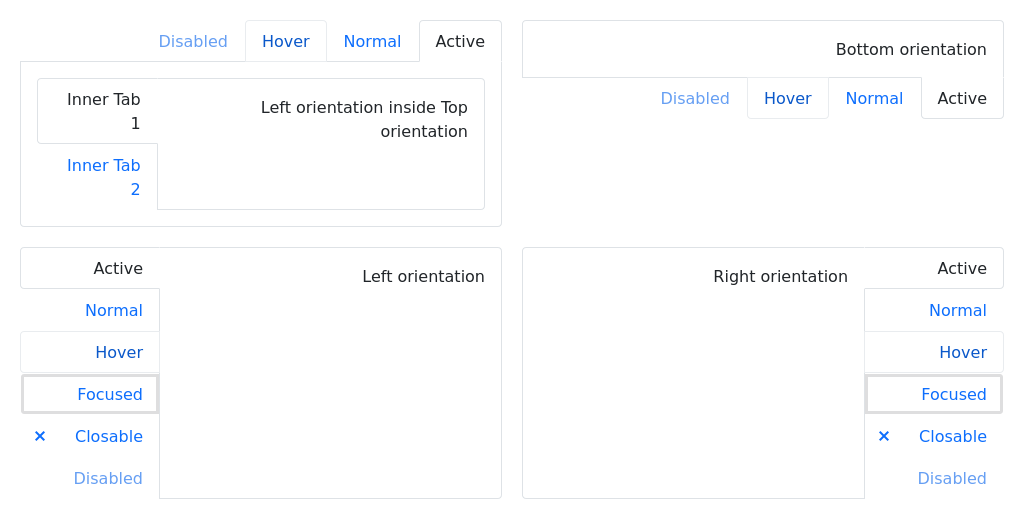 Disabled Hover Normal Active
Inner Tab
1
Inner Tab
2
Left orientation inside Top
orientation
Bottom orientation
Disabled Hover Normal Active
Active
Normal
Hover
Focused
✕ Closable
Disabled
Left orientation
Right orientation
Active
Normal
Hover
Focused
✕ Closable
Disabled